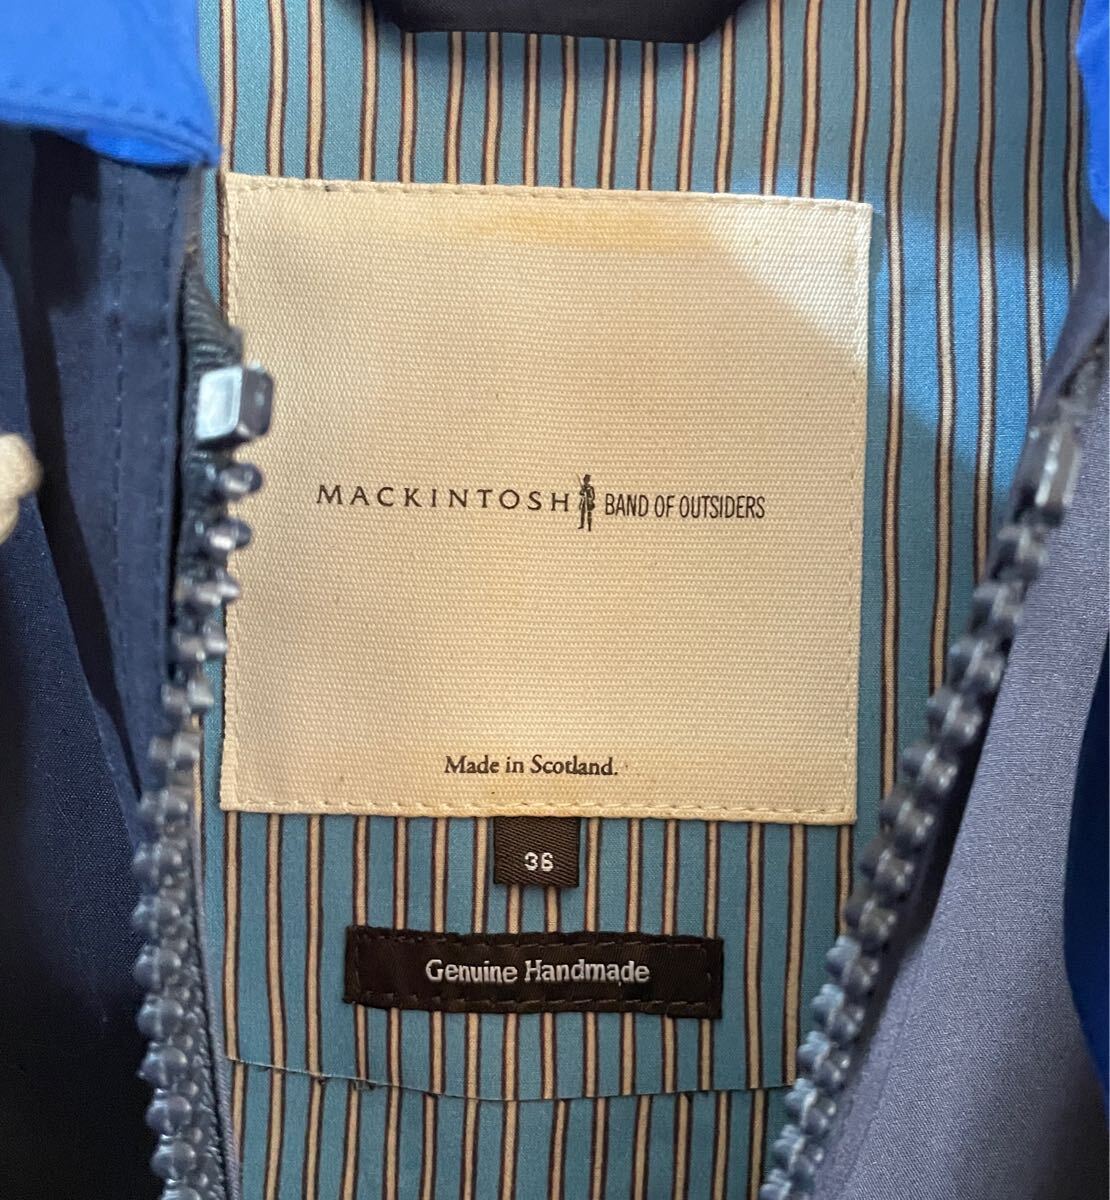 MACKINTOSH BAND OF OUTSIDERS
Made in Scotland.
36
Genuine Handmade